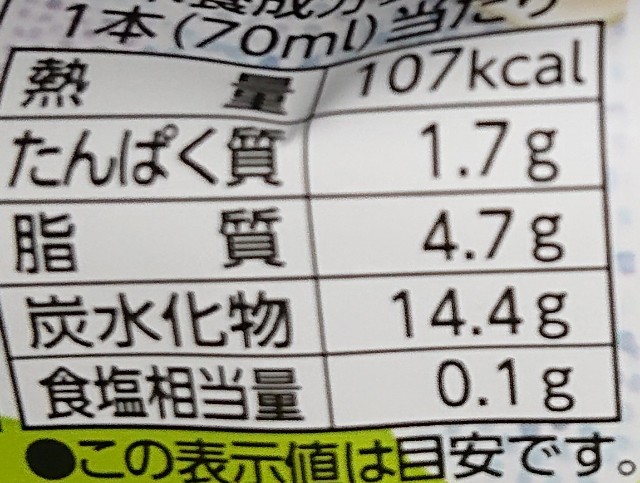 1本(70ml)当たり
熱量 107kcal
たんぱく質 1.7g
脂質 4.7g
炭水化物 14.4g
食塩相当量 0.1g
●この表示値は目安です。